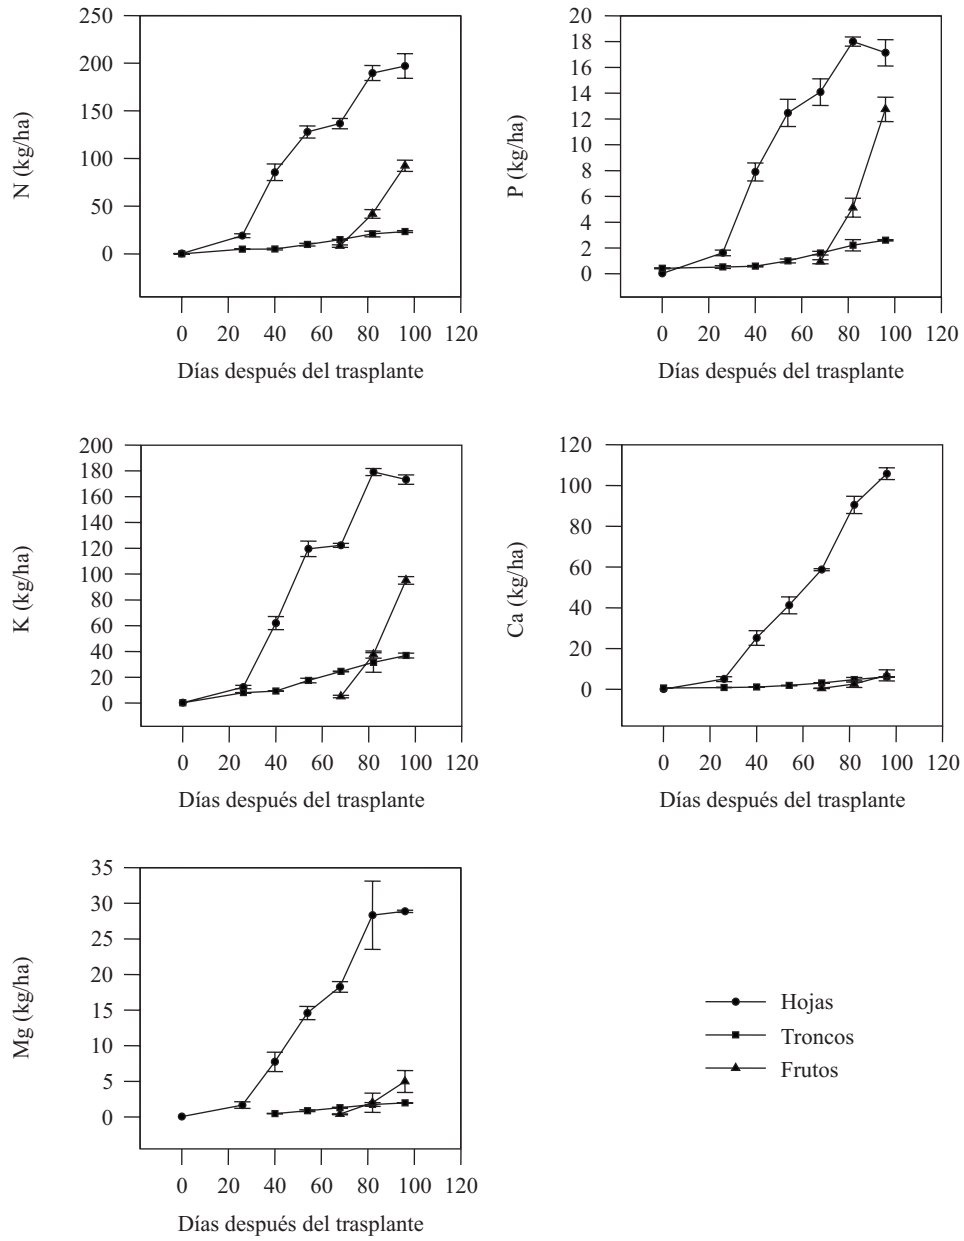 250
200
150
100
50
0
N (kg/ha)
0 20 40 60 80 100 120
Días después del trasplante
20
18
16
14
12
10
8
6
4
2
0
P (kg/ha)
0 20 40 60 80 100 120
Días después del trasplante
200
180
160
140
120
100
80
60
40
20
0
K (kg/ha)
0 20 40 60 80 100 120
Días después del trasplante
120
100
80
60
40
20
0
Ca (kg/ha)
0 20 40 60 80 100 120
Días después del trasplante
35
30
25
20
15
10
5
0
Mg (kg/ha)
0 20 40 60 80 100 120
Días después del trasplante
Hojas
Troncos
Frutos